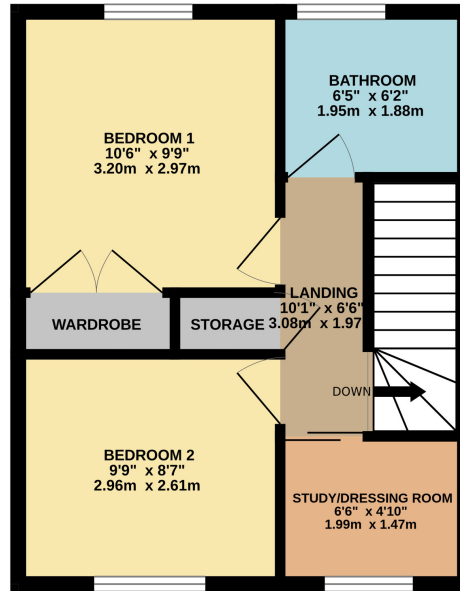 BATHROOM
6'5" x 6'2"
1.95m x 1.88m
BEDROOM 1
10'6" x 9'9"
3.20m x 2.97m
LANDING
10'1" x 6'6"
3.08m x 1.97
WARDROBE
STORAGE
DOWN
BEDROOM 2
9'9" x 8'7"
2.96m x 2.61m
STUDY/DRESSING ROOM
6'6" x 4'10"
1.99m x 1.47m